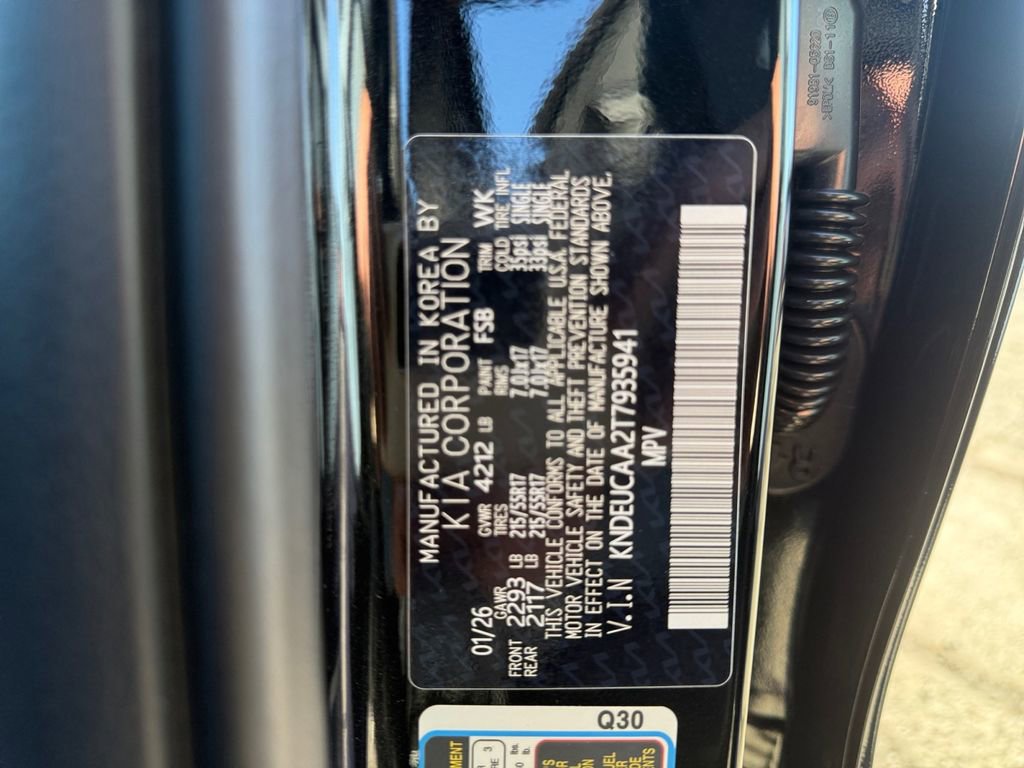 MANUFACTURED IN KOREA BY
KIA CORPORATION
01/26 GVWR 4212 LB PAINT FSB TRIM WK
GAWR TIRES RIMS COLD TIRE INFL
FRONT 2293 LB 215/55R17 7.0Jx17 35psi SINGLE
REAR 2117 LB 215/55R17 7.0Jx17 33psi SINGLE
THIS VEHICLE CONFORMS TO ALL APPLICABLE U.S.A. FEDERAL
MOTOR VEHICLE SAFETY AND THEFT PREVENTION STANDARDS
IN EFFECT ON THE DATE OF MANUFACTURE SHOWN ABOVE.
V.I.N KNDEUCAA2T7935941
MPV
Q30